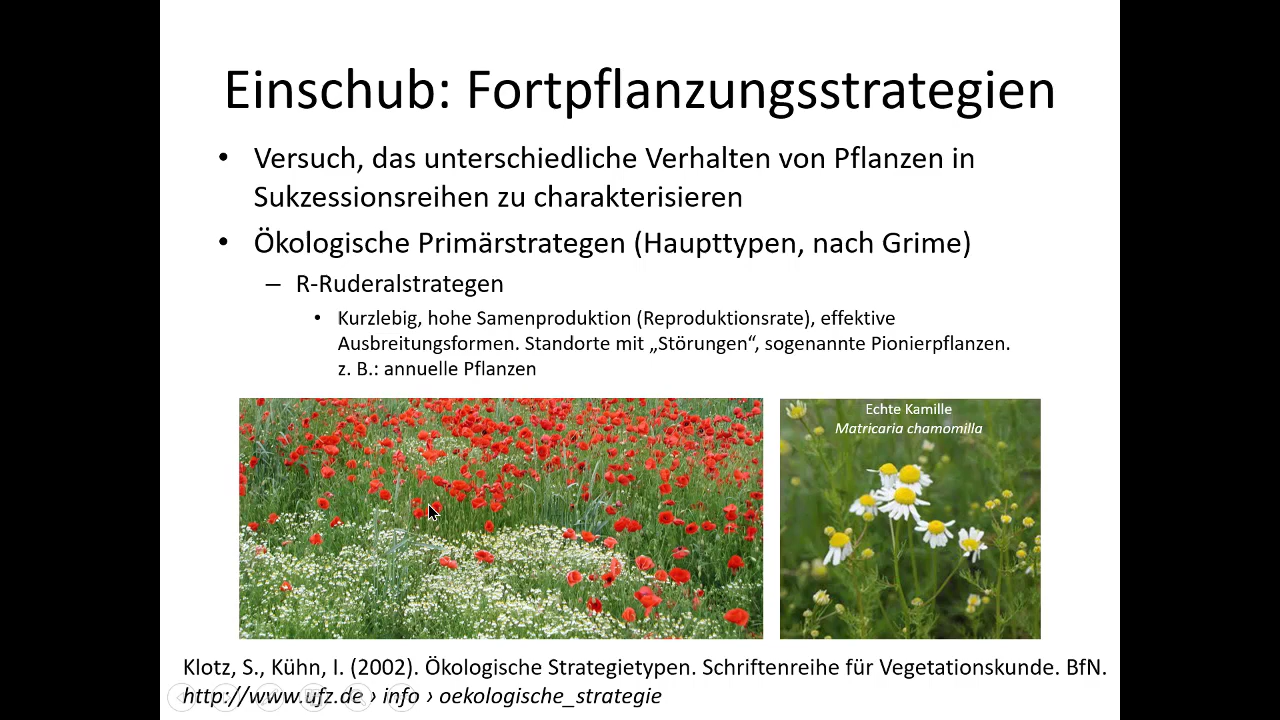 Einschub: Fortpflanzungsstrategien
• Versuch, das unterschiedliche Verhalten von Pflanzen in
Sukzessionsreihen zu charakterisieren
• Ökologische Primärstrategen (Haupttypen, nach Grime)
– R-Ruderalstrategen
• Kurzlebig, hohe Samenproduktion (Reproduktionsrate), effektive
Ausbreitungsformen. Standorte mit „Störungen“, sogenannte Pionierpflanzen.
z. B.: annuelle Pflanzen
Echte Kamille
Matricaria chamomilla
Klotz, S., Kühn, I. (2002). Ökologische Strategietypen. Schriftenreihe für Vegetationskunde. BfN.
http://www.ufz.de › info › oekologische_strategie